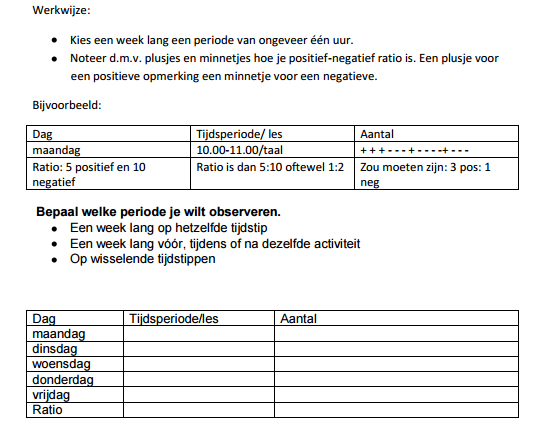 Werkwijze:
• Kies een week lang een periode van ongeveer één uur.
• Noteer d.m.v. plusjes en minnetjes hoe je positief-negatief ratio is. Een plusje voor
een positieve opmerking een minnetje voor een negatieve.
Bijvoorbeeld:
Dag Tijdsperiode/ les Aantal
maandag 10.00-11.00/taal + + + - - - + - - - -+ - - -
Ratio: 5 positief en 10 Ratio is dan 5:10 oftewel 1:2 Zou moeten zijn: 3 pos: 1
negatief neg
Bepaal welke periode je wilt observeren.
• Een week lang op hetzelfde tijdstip
• Een week lang vóór, tijdens of na dezelfde activiteit
• Op wisselende tijdstippen
Dag Tijdsperiode/les Aantal
maandag
dinsdag
woensdag
donderdag
vrijdag
Ratio